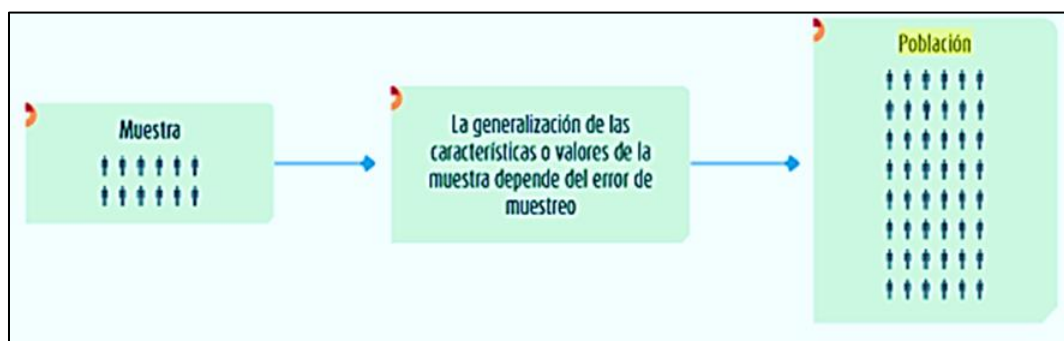 Muestra
La generalización de las
características o valores de la
muestra depende del error de
muestreo
Población